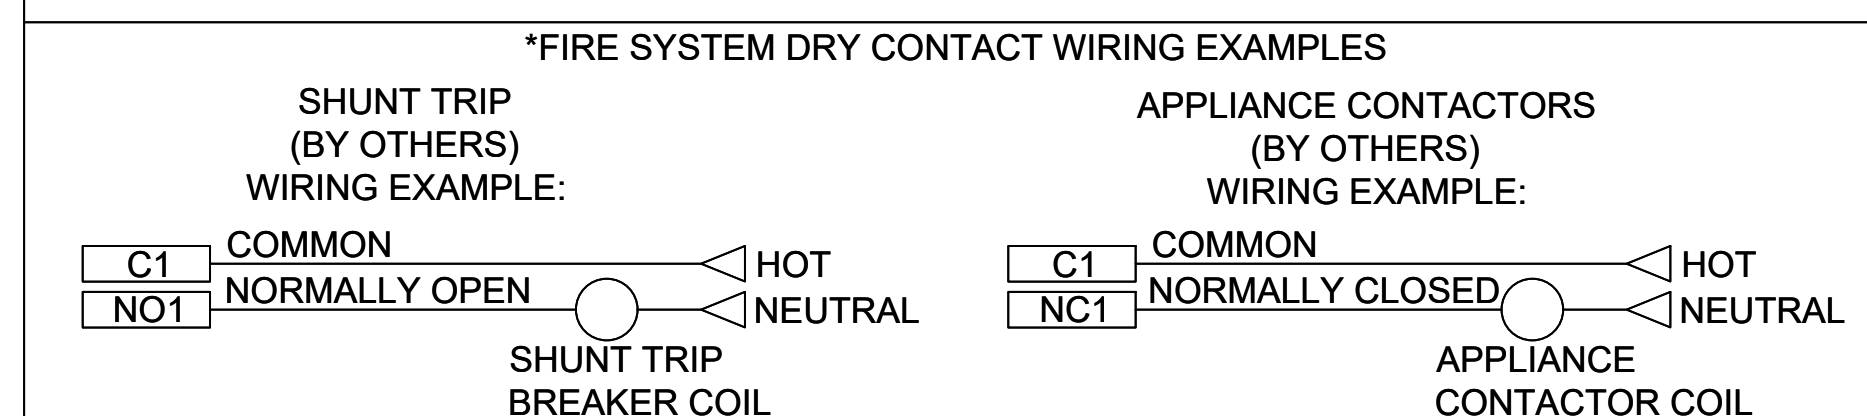 *FIRE SYSTEM DRY CONTACT WIRING EXAMPLES
SHUNT TRIP
(BY OTHERS)
WIRING EXAMPLE:
C1 COMMON HOT
NO1 NORMALLY OPEN NEUTRAL
SHUNT TRIP
BREAKER COIL
APPLIANCE CONTACTORS
(BY OTHERS)
WIRING EXAMPLE:
C1 COMMON HOT
NC1 NORMALLY CLOSED NEUTRAL
APPLIANCE
CONTACTOR COIL